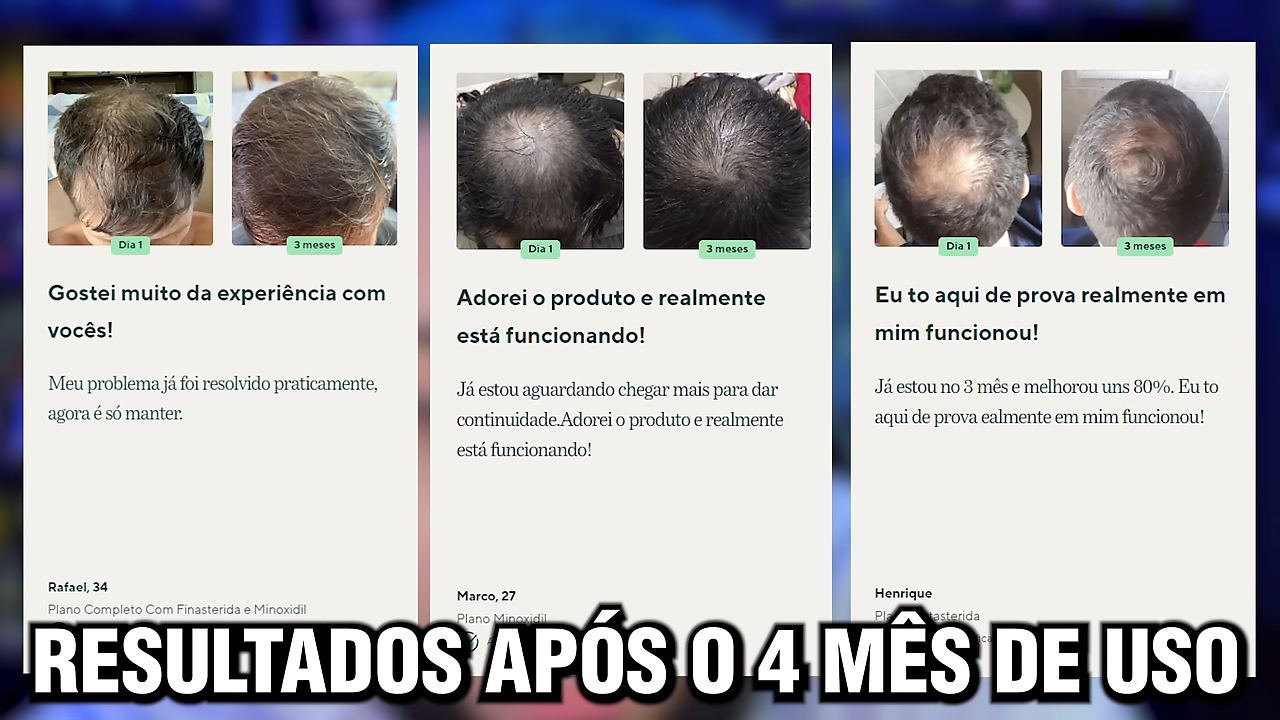 Dia 1
3 meses
Gostei muito da experiência com
vocês!
Meu problema já foi resolvido praticamente,
agora é só manter.
Rafael, 34
Plano Completo Com Finasterida e Minoxidil
Dia 1
3 meses
Adorei o produto e realmente
está funcionando!
Já estou aguardando chegar mais para dar
continuidade.Adorei o produto e realmente
está funcionando!
Marco, 27
Plano Minoxidil
Dia 1
3 meses
Eu to aqui de prova realmente em
mim funcionou!
Já estou no 3 mês e melhorou uns 80%. Eu to
aqui de prova ealmente em mim funcionou!
Henrique
RESULTADOS APÓS O 4 MÊS DE USO